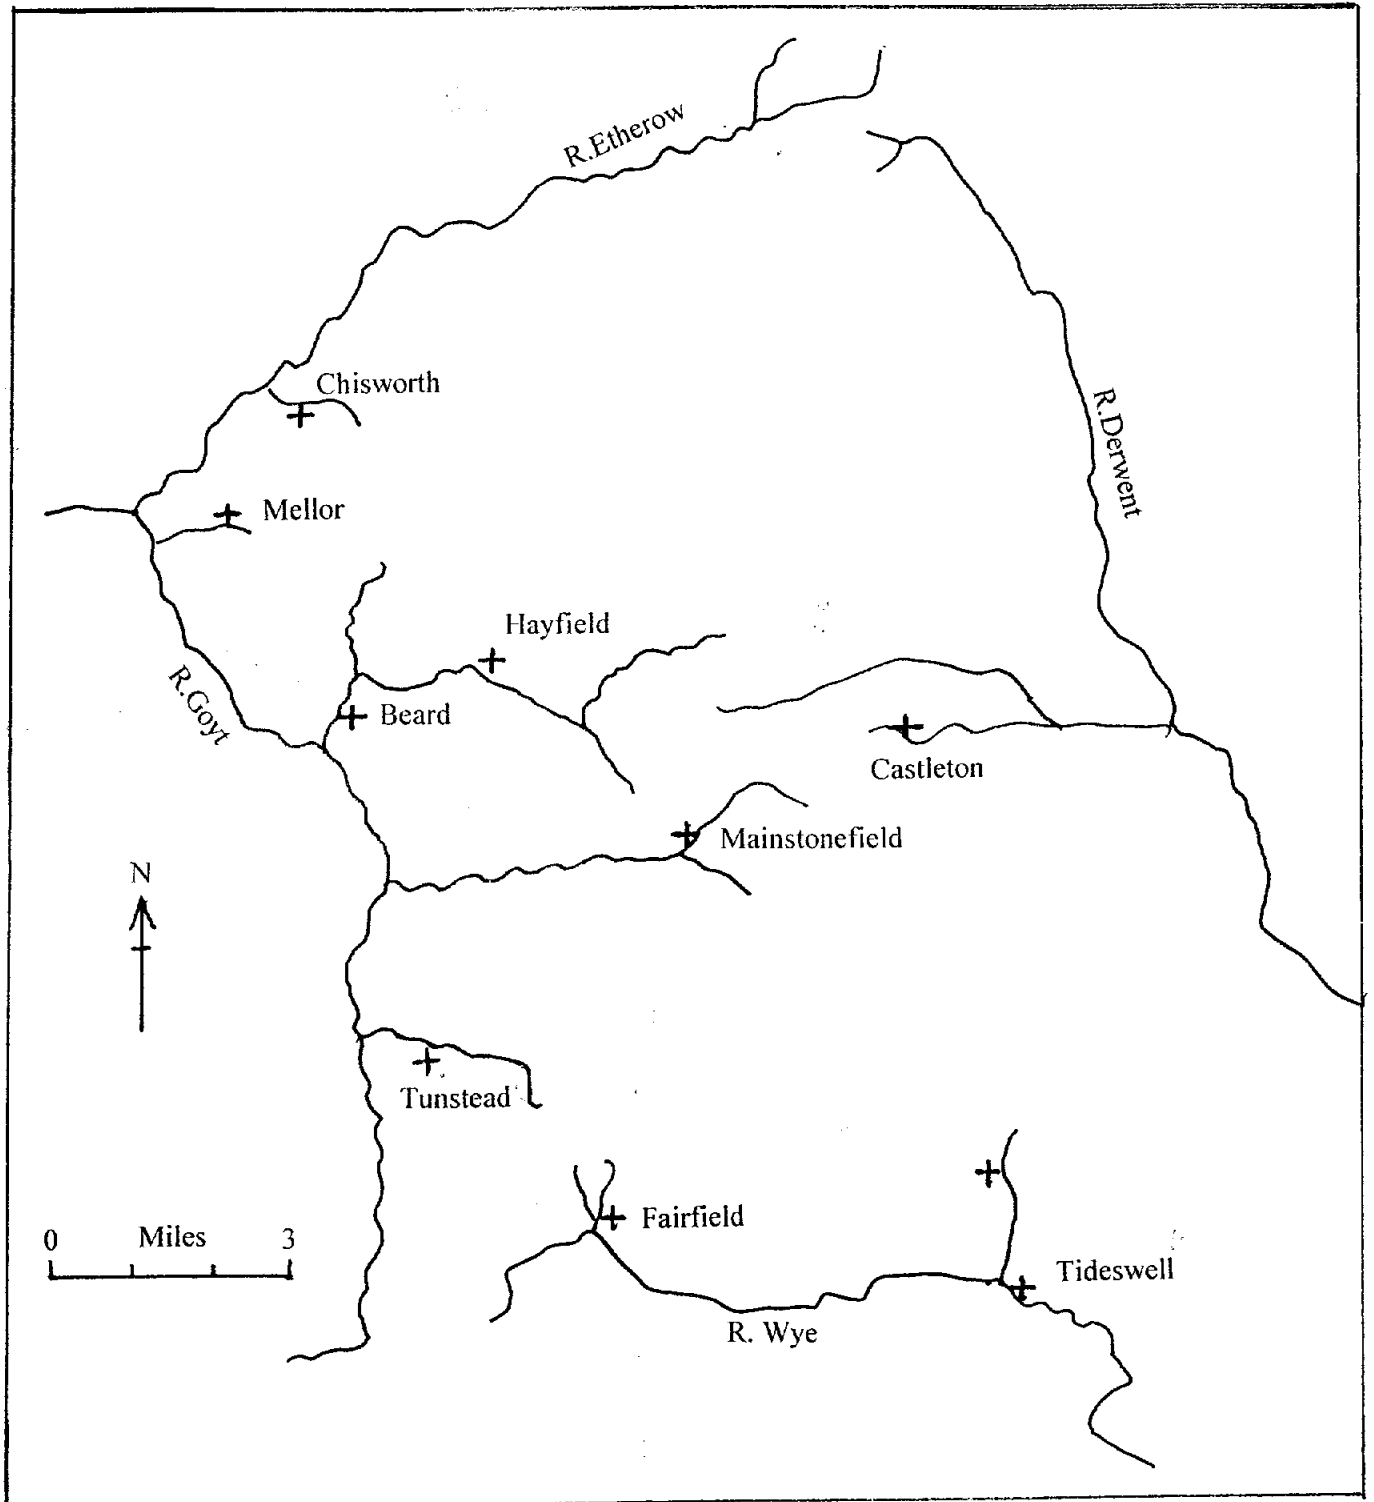 R.Etherow
Chisworth
R.Derwent
Mellor
Hayfield
R.Goyt
Beard
Castleton
Mainstonefield
N
Tunstead
Fairfield
0 Miles 3
Tideswell
R. Wye